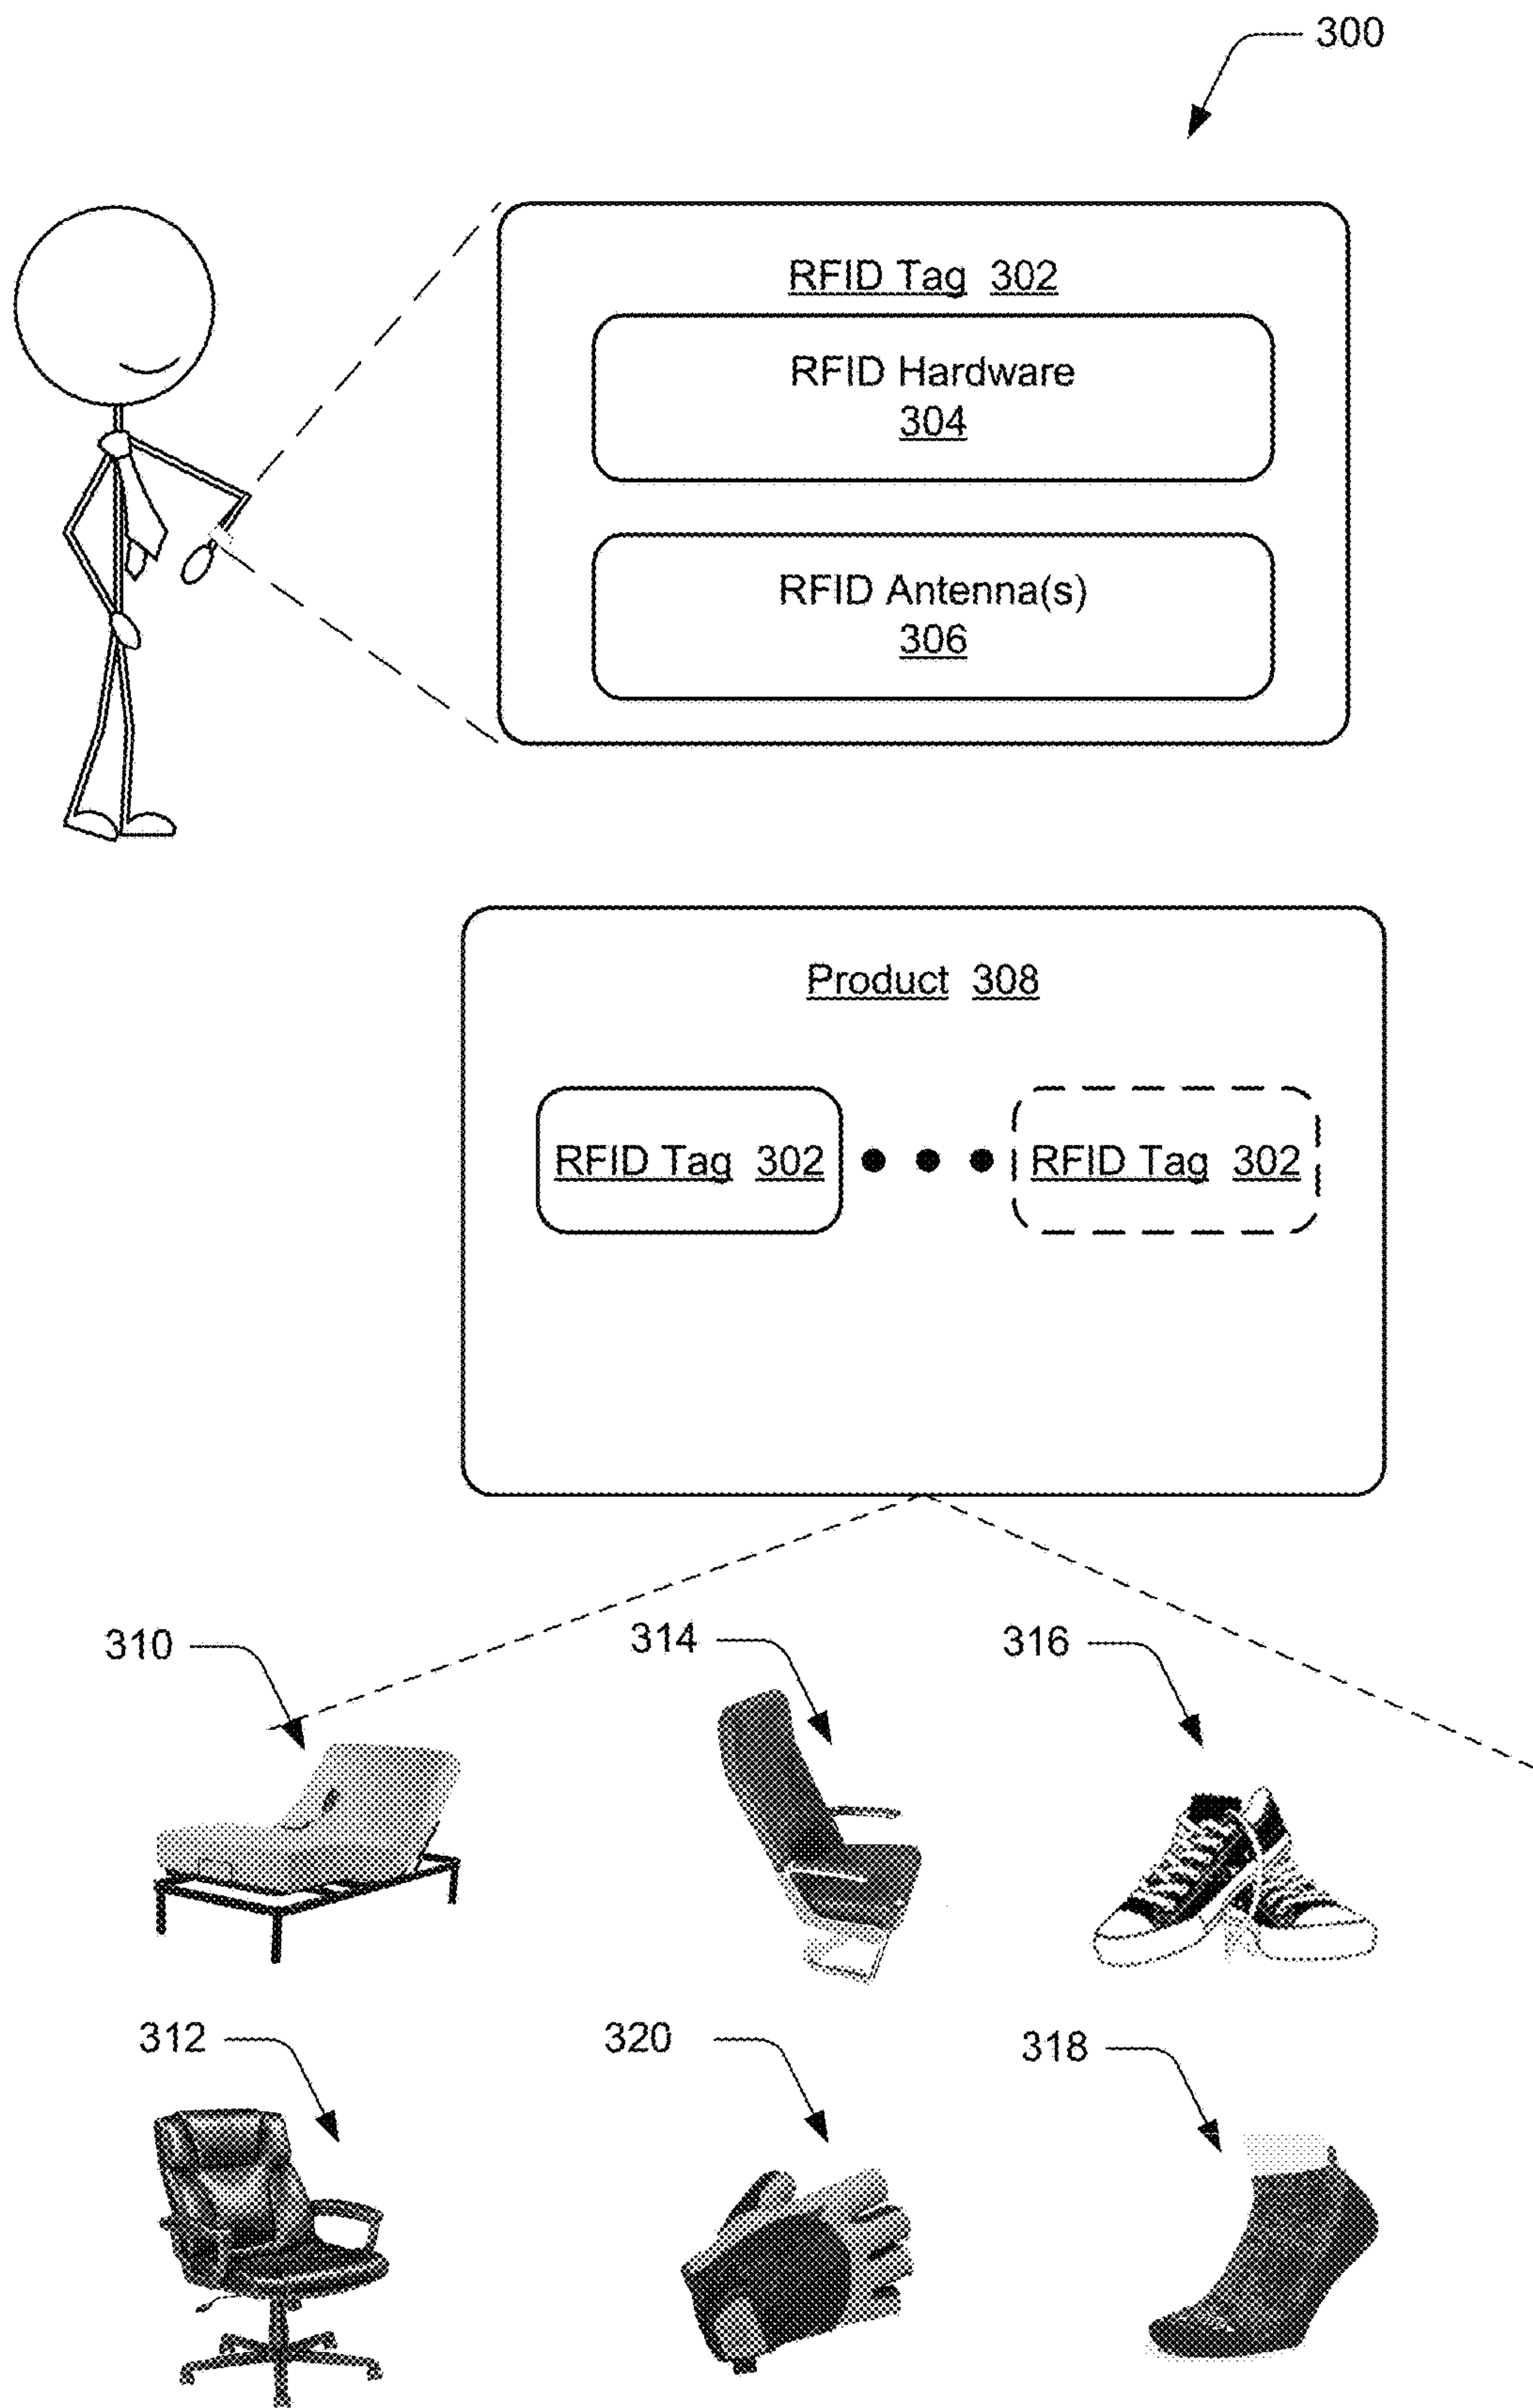 300
RFID Tag 302
RFID Hardware
304
RFID Antenna(s)
306
Product 308
RFID Tag 302 RFID Tag 302
310 314 316
312 320 318